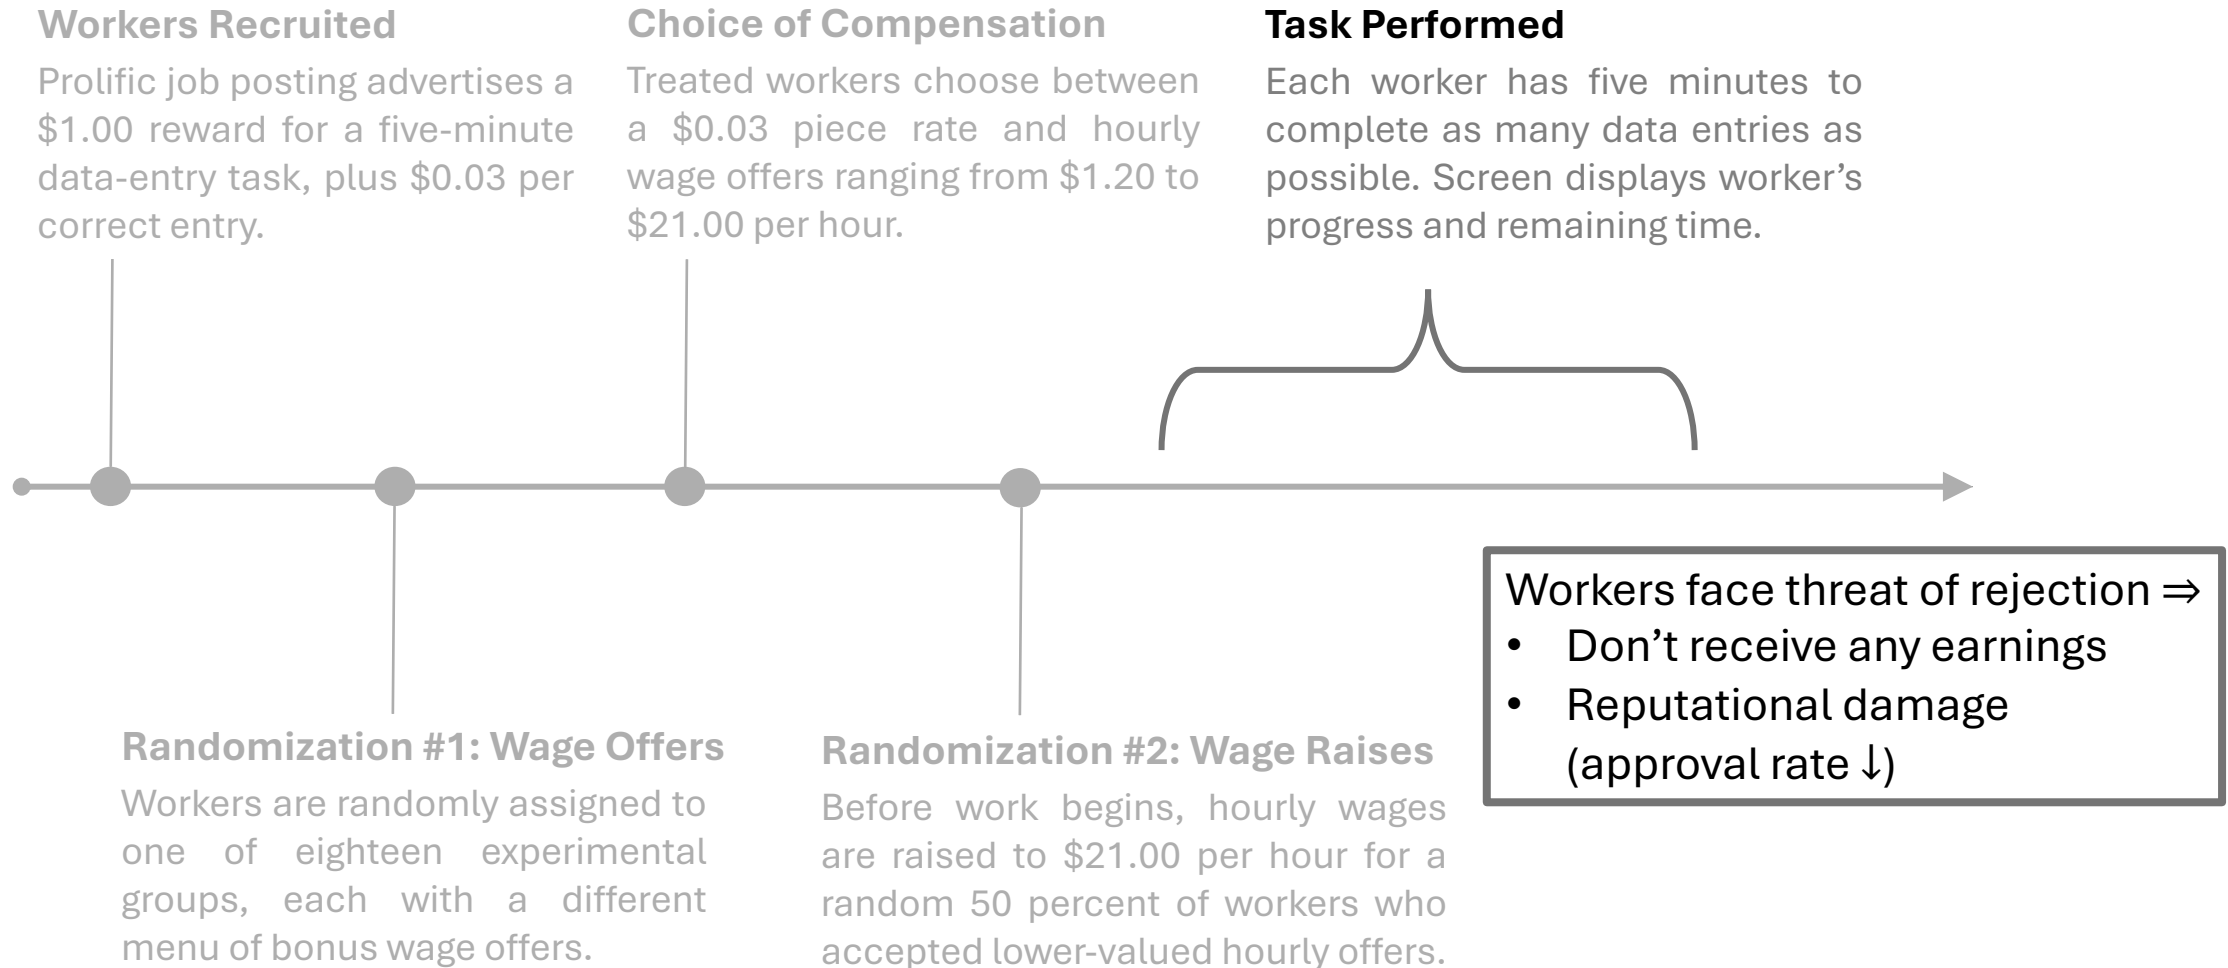 Workers Recruited
Prolific job posting advertises a
$1.00 reward for a five-minute
data-entry task, plus $0.03 per
correct entry.
Choice of Compensation
Treated workers choose between
a $0.03 piece rate and hourly
wage offers ranging from $1.20 to
$21.00 per hour.
Task Performed
Each worker has five minutes to
complete as many data entries as
possible. Screen displays worker's
progress and remaining time.
Workers face threat of rejection ⇒
• Don't receive any earnings
• Reputational damage
(approval rate ↓)
Randomization #1: Wage Offers
Workers are randomly assigned to
one of eighteen experimental
groups, each with a different
menu of bonus wage offers.
Randomization #2: Wage Raises
Before work begins, hourly wages
are raised to $21.00 per hour for a
random 50 percent of workers who
accepted lower-valued hourly offers.